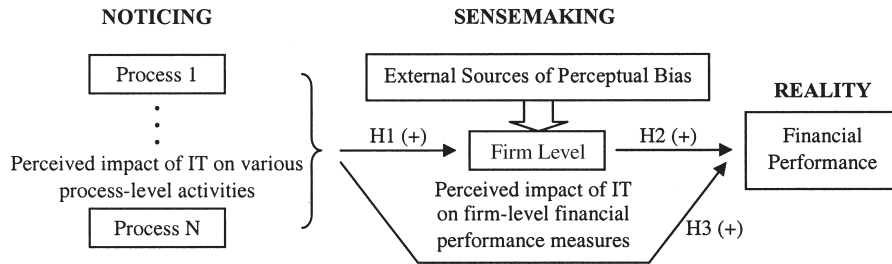 NOTICING
Process 1
Perceived impact of IT on various
process-level activities
Process N
SENSEMAKING
External Sources of Perceptual Bias
H1 (+)
Firm Level
H2 (+)
Perceived impact of IT
on firm-level financial
performance measures
H3 (+)
REALITY
Financial
Performance